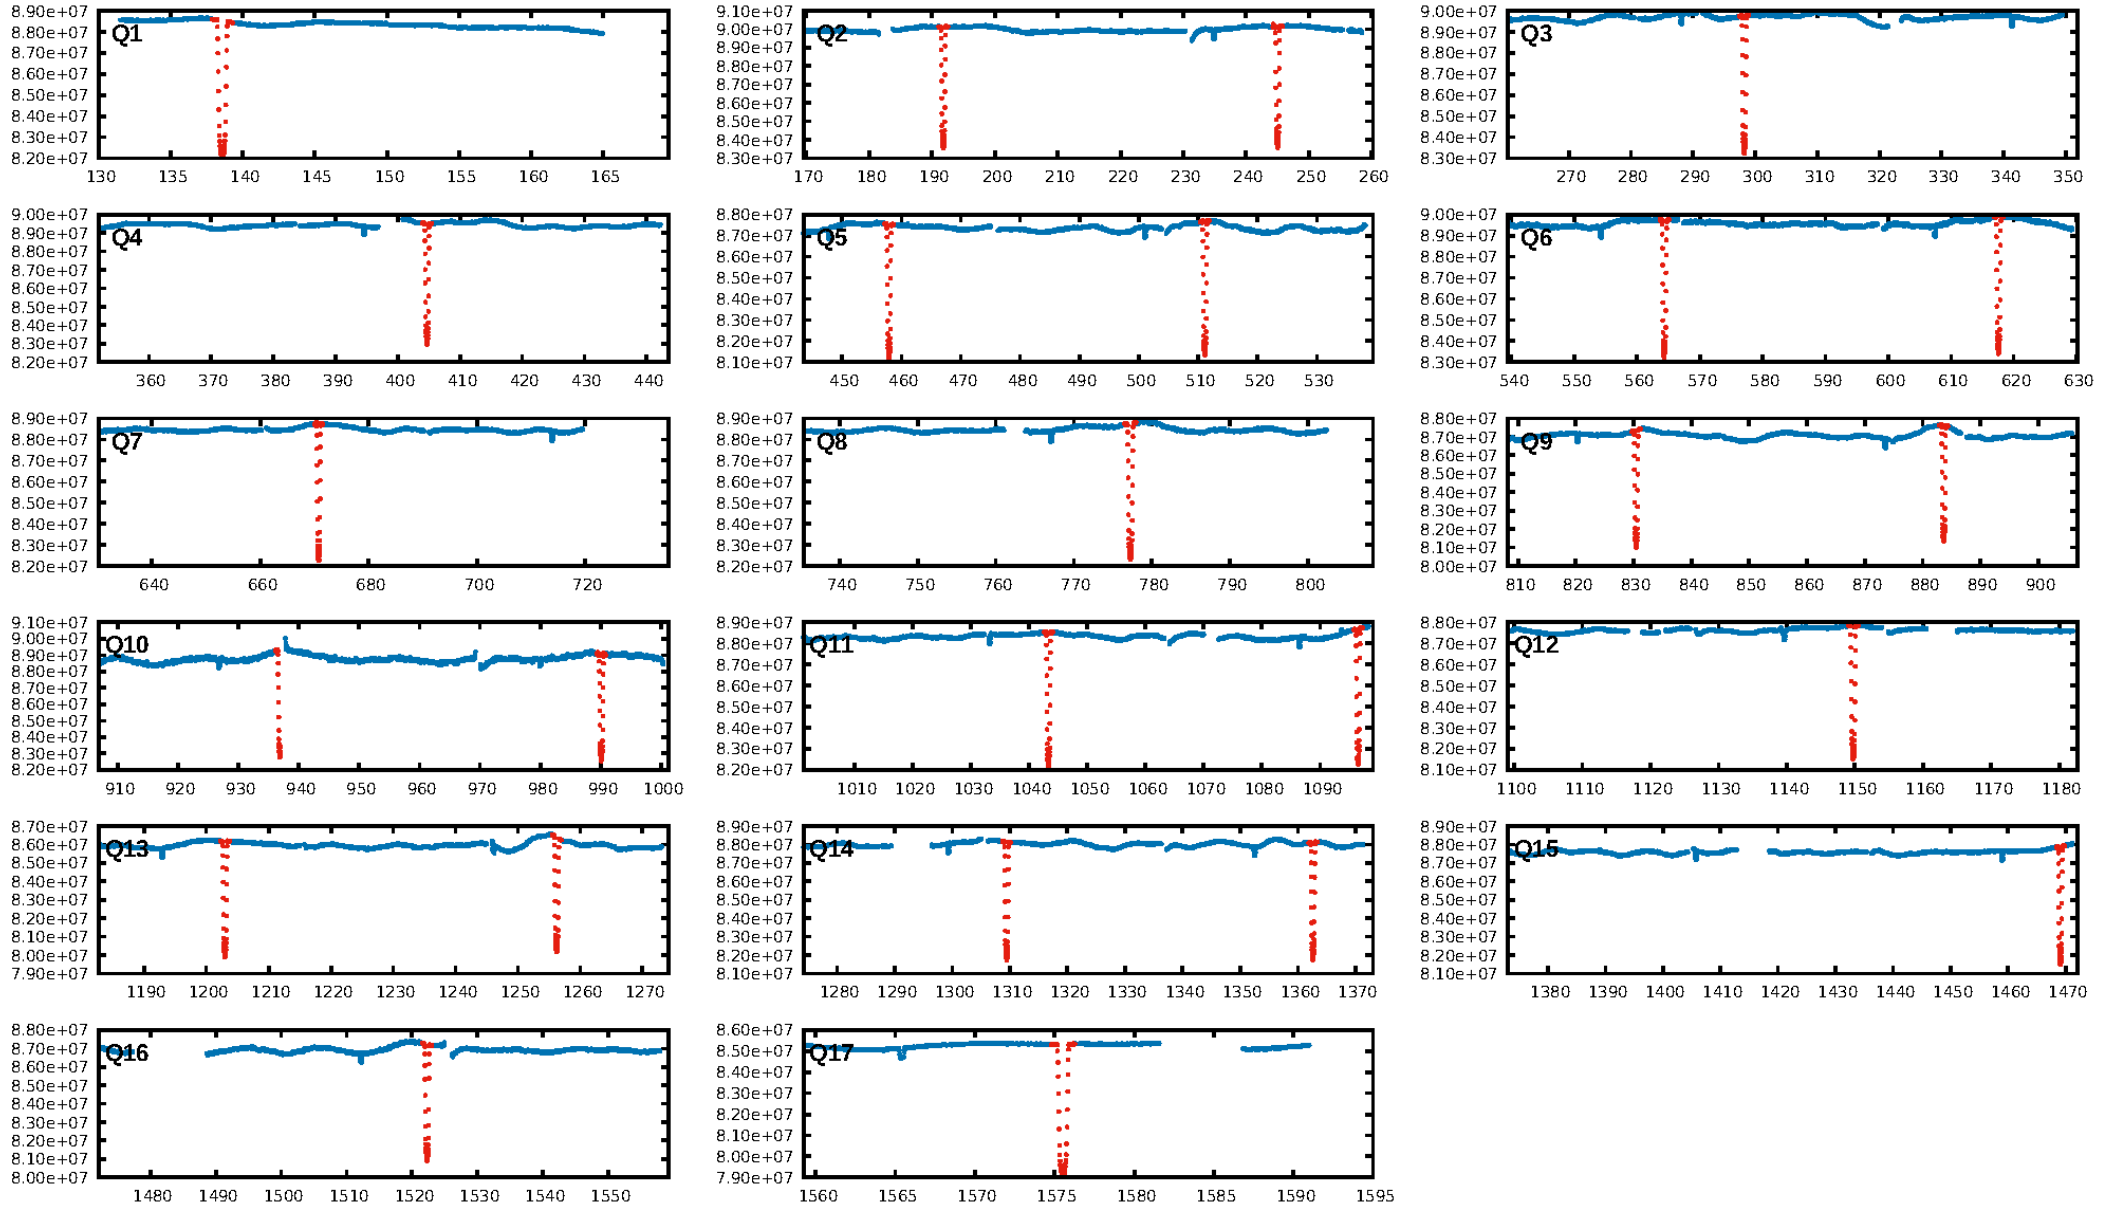 8.90e+07
8.80e+07
8.70e+07
8.60e+07
8.50e+07
8.40e+07
8.30e+07
8.20e+07
Q1
130 135 140 145 150 155 160 165
9.10e+07
9.00e+07
8.90e+07
8.80e+07
8.70e+07
8.60e+07
8.50e+07
8.40e+07
8.30e+07
Q2
170 180 190 200 210 220 230 240 250 260
9.00e+07
8.90e+07
8.80e+07
8.70e+07
8.60e+07
8.50e+07
8.40e+07
8.30e+07
Q3
270 280 290 300 310 320 330 340 350
9.00e+07
8.90e+07
8.80e+07
8.70e+07
8.60e+07
8.50e+07
8.40e+07
8.30e+07
8.20e+07
Q4
360 370 380 390 400 410 420 430 440
8.80e+07
8.70e+07
8.60e+07
8.50e+07
8.40e+07
8.30e+07
8.20e+07
8.10e+07
Q5
450 460 470 480 490 500 510 520 530
9.00e+07
8.90e+07
8.80e+07
8.70e+07
8.60e+07
8.50e+07
8.40e+07
8.30e+07
Q6
540 550 560 570 580 590 600 610 620 630
8.90e+07
8.80e+07
8.70e+07
8.60e+07
8.50e+07
8.40e+07
8.30e+07
8.20e+07
Q7
640 660 680 700 720
8.90e+07
8.80e+07
8.70e+07
8.60e+07
8.50e+07
8.40e+07
8.30e+07
8.20e+07
Q8
740 750 760 770 780 790 800
8.80e+07
8.70e+07
8.60e+07
8.50e+07
8.40e+07
8.30e+07
8.20e+07
8.10e+07
8.00e+07
Q9
810 820 830 840 850 860 870 880 890 900
9.10e+07
9.00e+07
8.90e+07
8.80e+07
8.70e+07
8.60e+07
8.50e+07
8.40e+07
8.30e+07
8.20e+07
Q10
910 920 930 940 950 960 970 980 990 1000
8.90e+07
8.80e+07
8.70e+07
8.60e+07
8.50e+07
8.40e+07
8.30e+07
8.20e+07
Q11
1010 1020 1030 1040 1050 1060 1070 1080 1090
8.80e+07
8.70e+07
8.60e+07
8.50e+07
8.40e+07
8.30e+07
8.20e+07
8.10e+07
Q12
1100 1110 1120 1130 1140 1150 1160 1170 1180
8.70e+07
8.60e+07
8.50e+07
8.40e+07
8.30e+07
8.20e+07
8.10e+07
8.00e+07
7.90e+07
Q13
1190 1200 1210 1220 1230 1240 1250 1260 1270
8.90e+07
8.80e+07
8.70e+07
8.60e+07
8.50e+07
8.40e+07
8.30e+07
8.20e+07
8.10e+07
Q14
1280 1290 1300 1310 1320 1330 1340 1350 1360 1370
8.90e+07
8.80e+07
8.70e+07
8.60e+07
8.50e+07
8.40e+07
8.30e+07
8.20e+07
8.10e+07
Q15
1380 1390 1400 1410 1420 1430 1440 1450 1460 1470
8.80e+07
8.70e+07
8.60e+07
8.50e+07
8.40e+07
8.30e+07
8.20e+07
8.10e+07
8.00e+07
Q16
1480 1490 1500 1510 1520 1530 1540 1550
8.60e+07
8.50e+07
8.40e+07
8.30e+07
8.20e+07
8.10e+07
8.00e+07
7.90e+07
Q17
1560 1565 1570 1575 1580 1585 1590 1595